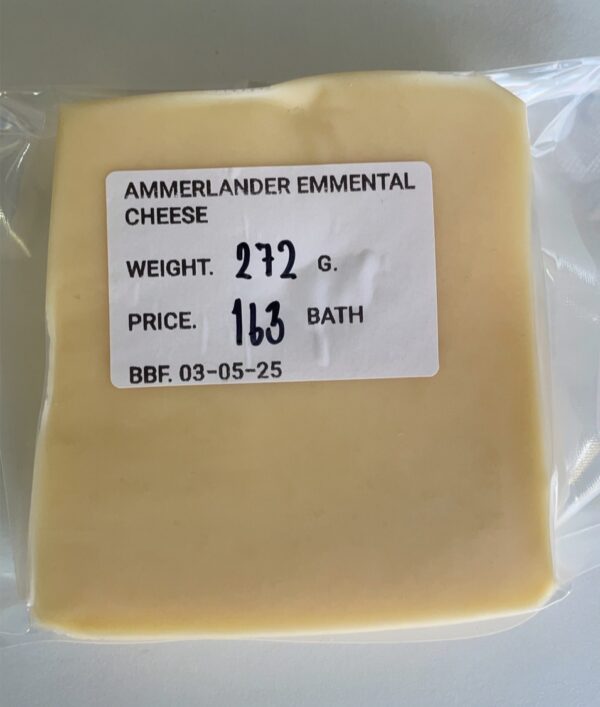 AMMERLANDER EMMENTAL
CHEESE
WEIGHT. 272 G.
PRICE. 163 BATH
BBF. 03-05-25